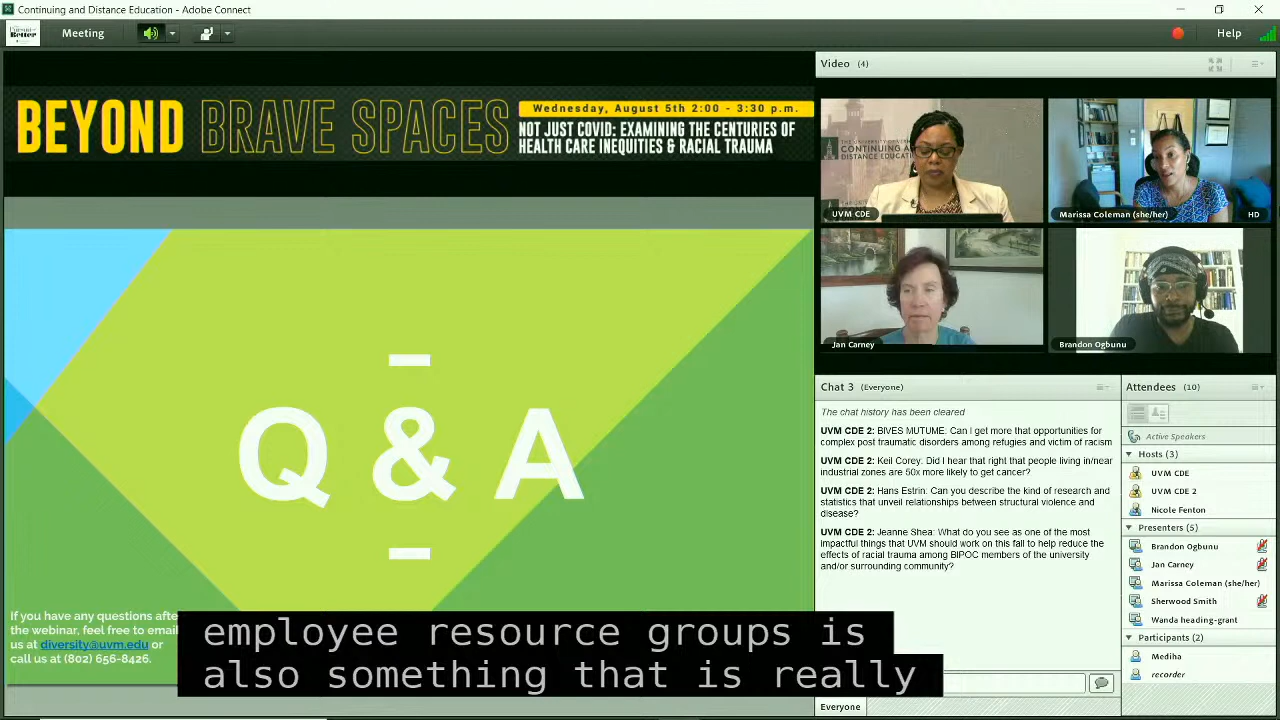 Continuing and Distance Education - Adobe Connect
Meeting
Help
BEYOND BRAVE SPACES
Wednesday, August 5th 2:00 - 3:30 p.m.
NOT JUST COVID: EXAMINING THE CENTURIES OF
HEALTH CARE INEQUITIES & RACIAL TRAUMA
Q & A
If you have any questions afte
the webinar, feel free to email
us at diversity@uvm.edu or
call us at (802) 656-8426.
employee resource groups is
also something that is really
Video (4)
UVM CDE
Marissa Coleman (she/her)
HD
Jan Carney
Brandon Ogbunu
Chat 3 (Everyone)
The chat history has been cleared
UVM CDE 2: BIVES MUTUME: Can I get more that opportunities for
complex post traumatic disorders among refugies and victim of racism
UVM CDE 2: Keil Corey: Did I hear that right that people living in/near
industrial zones are 50x more likely to get cancer?
UVM CDE 2: Hans Estrin: Can you describe the kind of research and
statistics that unveil relationships between structural violence and
disease?
UVM CDE 2: Jeanne Shea: What do you see as one of the most
impactful things that UVM should work on this fall to help reduce the
effects of racial trauma among BIPOC members of the university
and/or surrounding community?
Everyone
Attendees (10)
Active Speakers
Hosts (3)
UVM CDE
UVM CDE 2
Nicole Fenton
Presenters (5)
Brandon Ogbunu
Jan Carney
Marissa Coleman (she/her)
Sherwood Smith
Wanda heading-grant
Participants (2)
Mediha
recorder